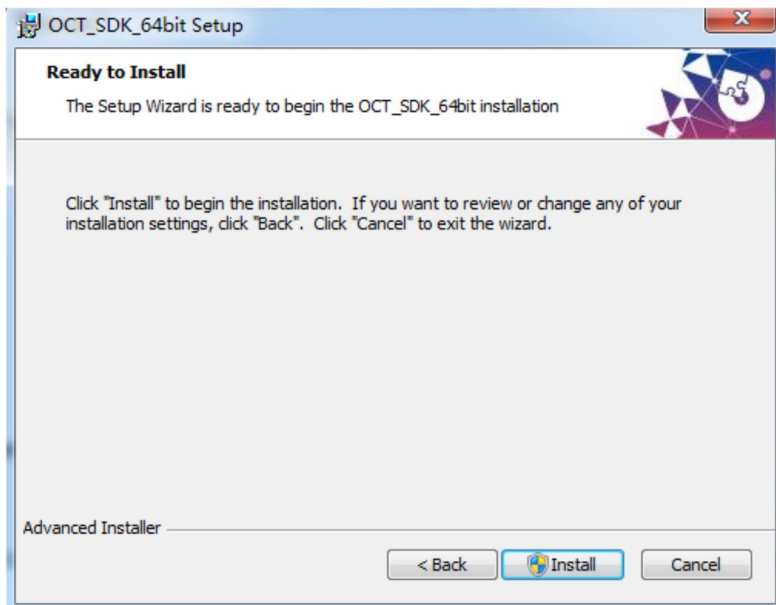 OCT_SDK_64bit Setup
Ready to Install
The Setup Wizard is ready to begin the OCT_SDK_64bit installation
Click "Install" to begin the installation.  If you want to review or change any of your
installation settings, click "Back".  Click "Cancel" to exit the wizard.
Advanced Installer
< Back
Install
Cancel